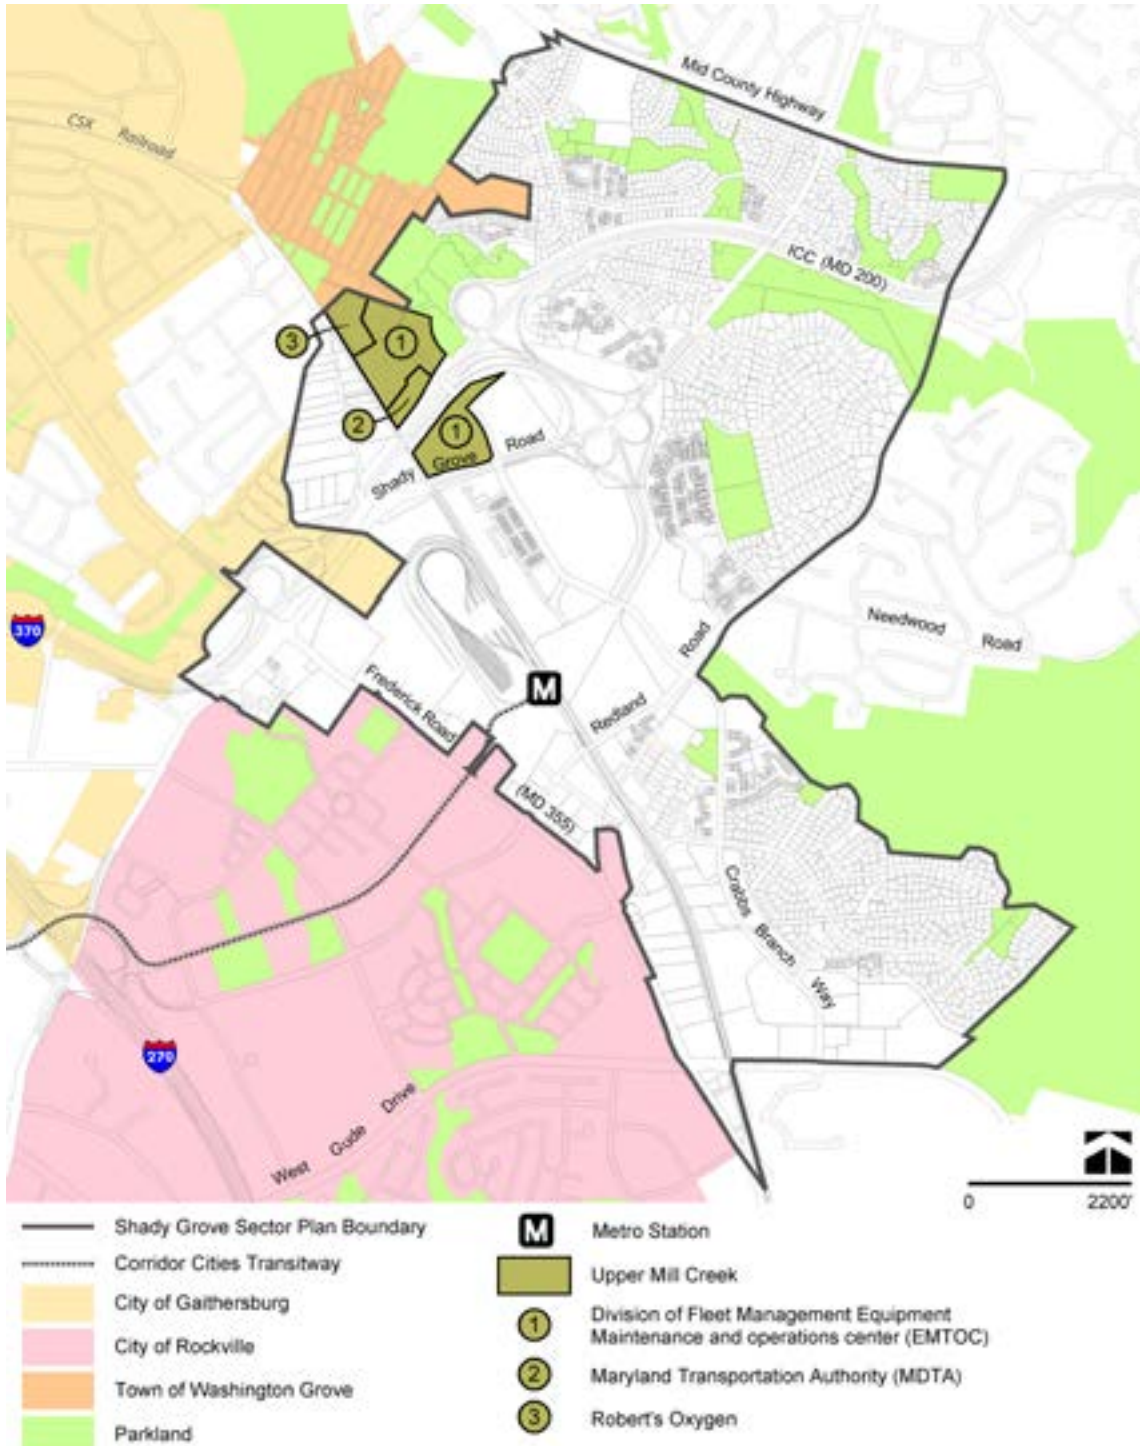 Mid County Highway
CSX Railroad
ICC (MD 200)
3
1
2
1
Shady Grove Road
370
Needwood Road
Redland Road
Frederick Road
M
(MD 355)
Crabbs Branch Way
270
West Gude Drive
0 2200'
Shady Grove Sector Plan Boundary
Corridor Cities Transitway
City of Gaithersburg
City of Rockville
Town of Washington Grove
Parkland
M Metro Station
Upper Mill Creek
1 Division of Fleet Management Equipment
Maintenance and operations center (EMTOC)
2 Maryland Transportation Authority (MDTA)
3 Robert's Oxygen